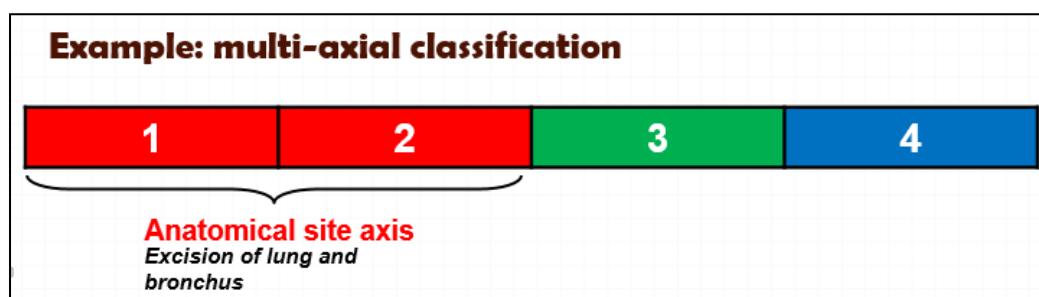 Example: multi-axial classification
1 2 3 4
Anatomical site axis
Excision of lung and
bronchus